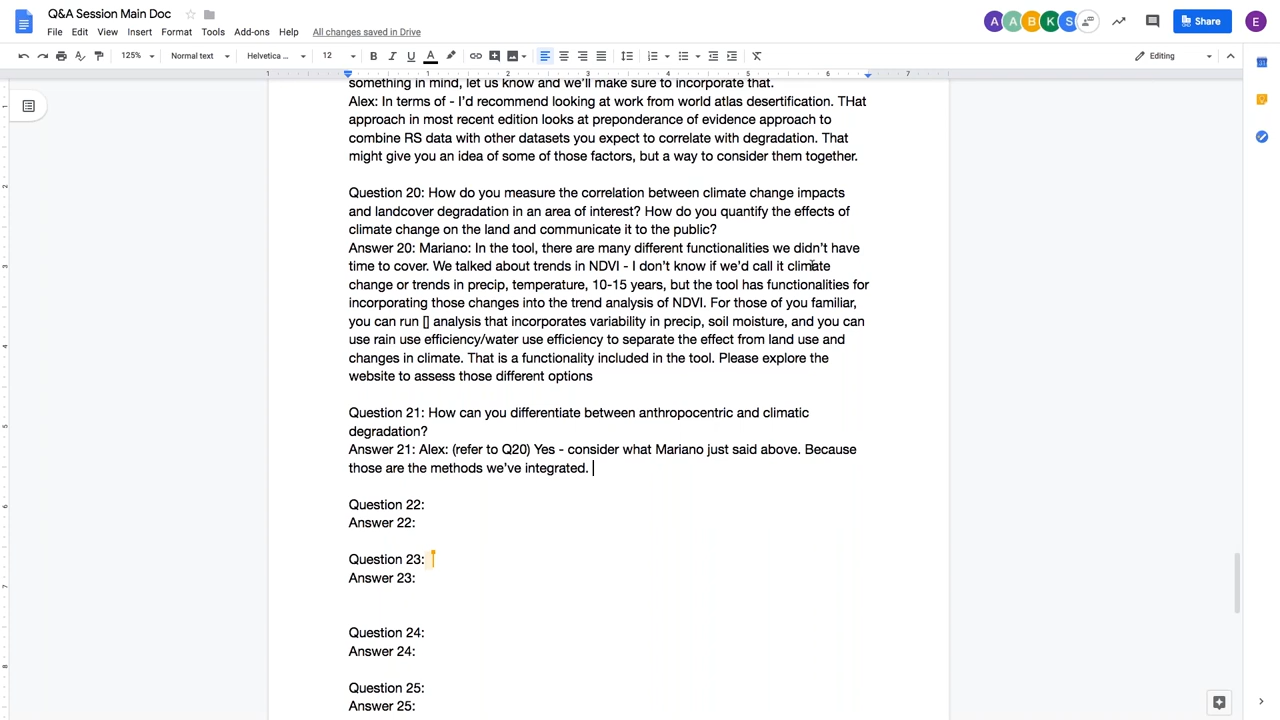 Q&A Session Main Doc
File Edit View Insert Format Tools Add-ons Help All changes saved in Drive
A A B K S Share E
125% Normal text Helvetica ... 12 B I U A Editing
1 1 2 3 4 5 6 7
something in mind, let us know and we'll make sure to incorporate that.
Alex: In terms of - I'd recommend looking at work from world atlas desertification. THat
approach in most recent edition looks at preponderance of evidence approach to
combine RS data with other datasets you expect to correlate with degradation. That
might give you an idea of some of those factors, but a way to consider them together.
Question 20: How do you measure the correlation between climate change impacts
and landcover degradation in an area of interest? How do you quantify the effects of
climate change on the land and communicate it to the public?
Answer 20: Mariano: In the tool, there are many different functionalities we didn't have
time to cover. We talked about trends in NDVI - I don't know if we'd call it climate
change or trends in precip, temperature, 10-15 years, but the tool has functionalities for
incorporating those changes into the trend analysis of NDVI. For those of you familiar,
you can run [] analysis that incorporates variability in precip, soil moisture, and you can
use rain use efficiency/water use efficiency to separate the effect from land use and
changes in climate. That is a functionality included in the tool. Please explore the
website to assess those different options
Question 21: How can you differentiate between anthropocentric and climatic
degradation?
Answer 21: Alex: (refer to Q20) Yes - consider what Mariano just said above. Because
those are the methods we've integrated.
Question 22:
Answer 22:
Question 23:
Answer 23:
Question 24:
Answer 24:
Question 25:
Answer 25: